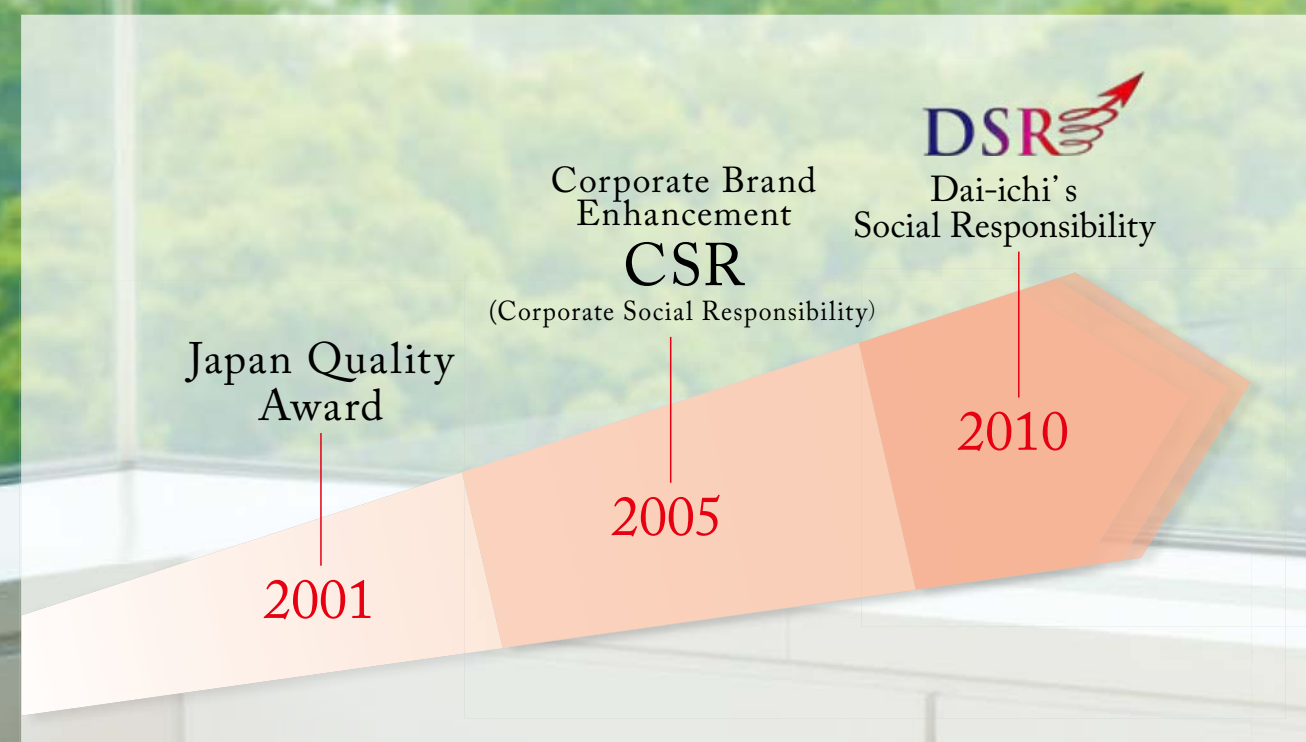 Japan Quality
Award
2001
Corporate Brand
Enhancement
CSR
(Corporate Social Responsibility)
2005
DSR
Dai-ichi’s
Social Responsibility
2010